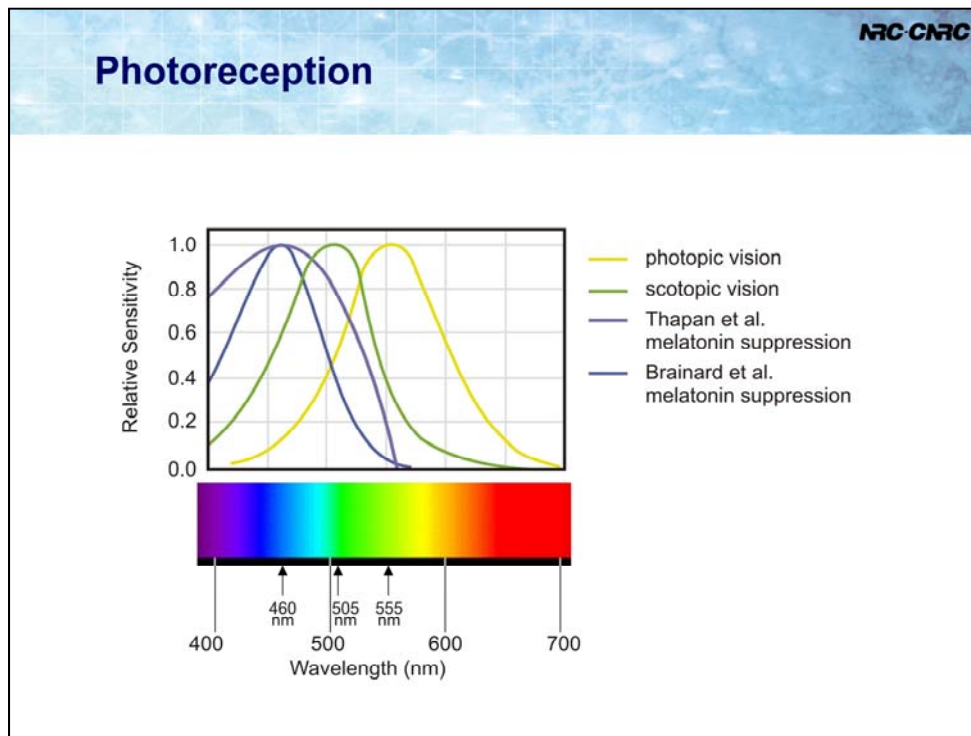 NRC-CNRC
Photoreception
1.0
0.8
0.6
0.4
0.2
0.0
Relative Sensitivity
photopic vision
scotopic vision
Thapan et al.
melatonin suppression
Brainard et al.
melatonin suppression
460
nm
505
nm
555
nm
400
500
600
700
Wavelength (nm)